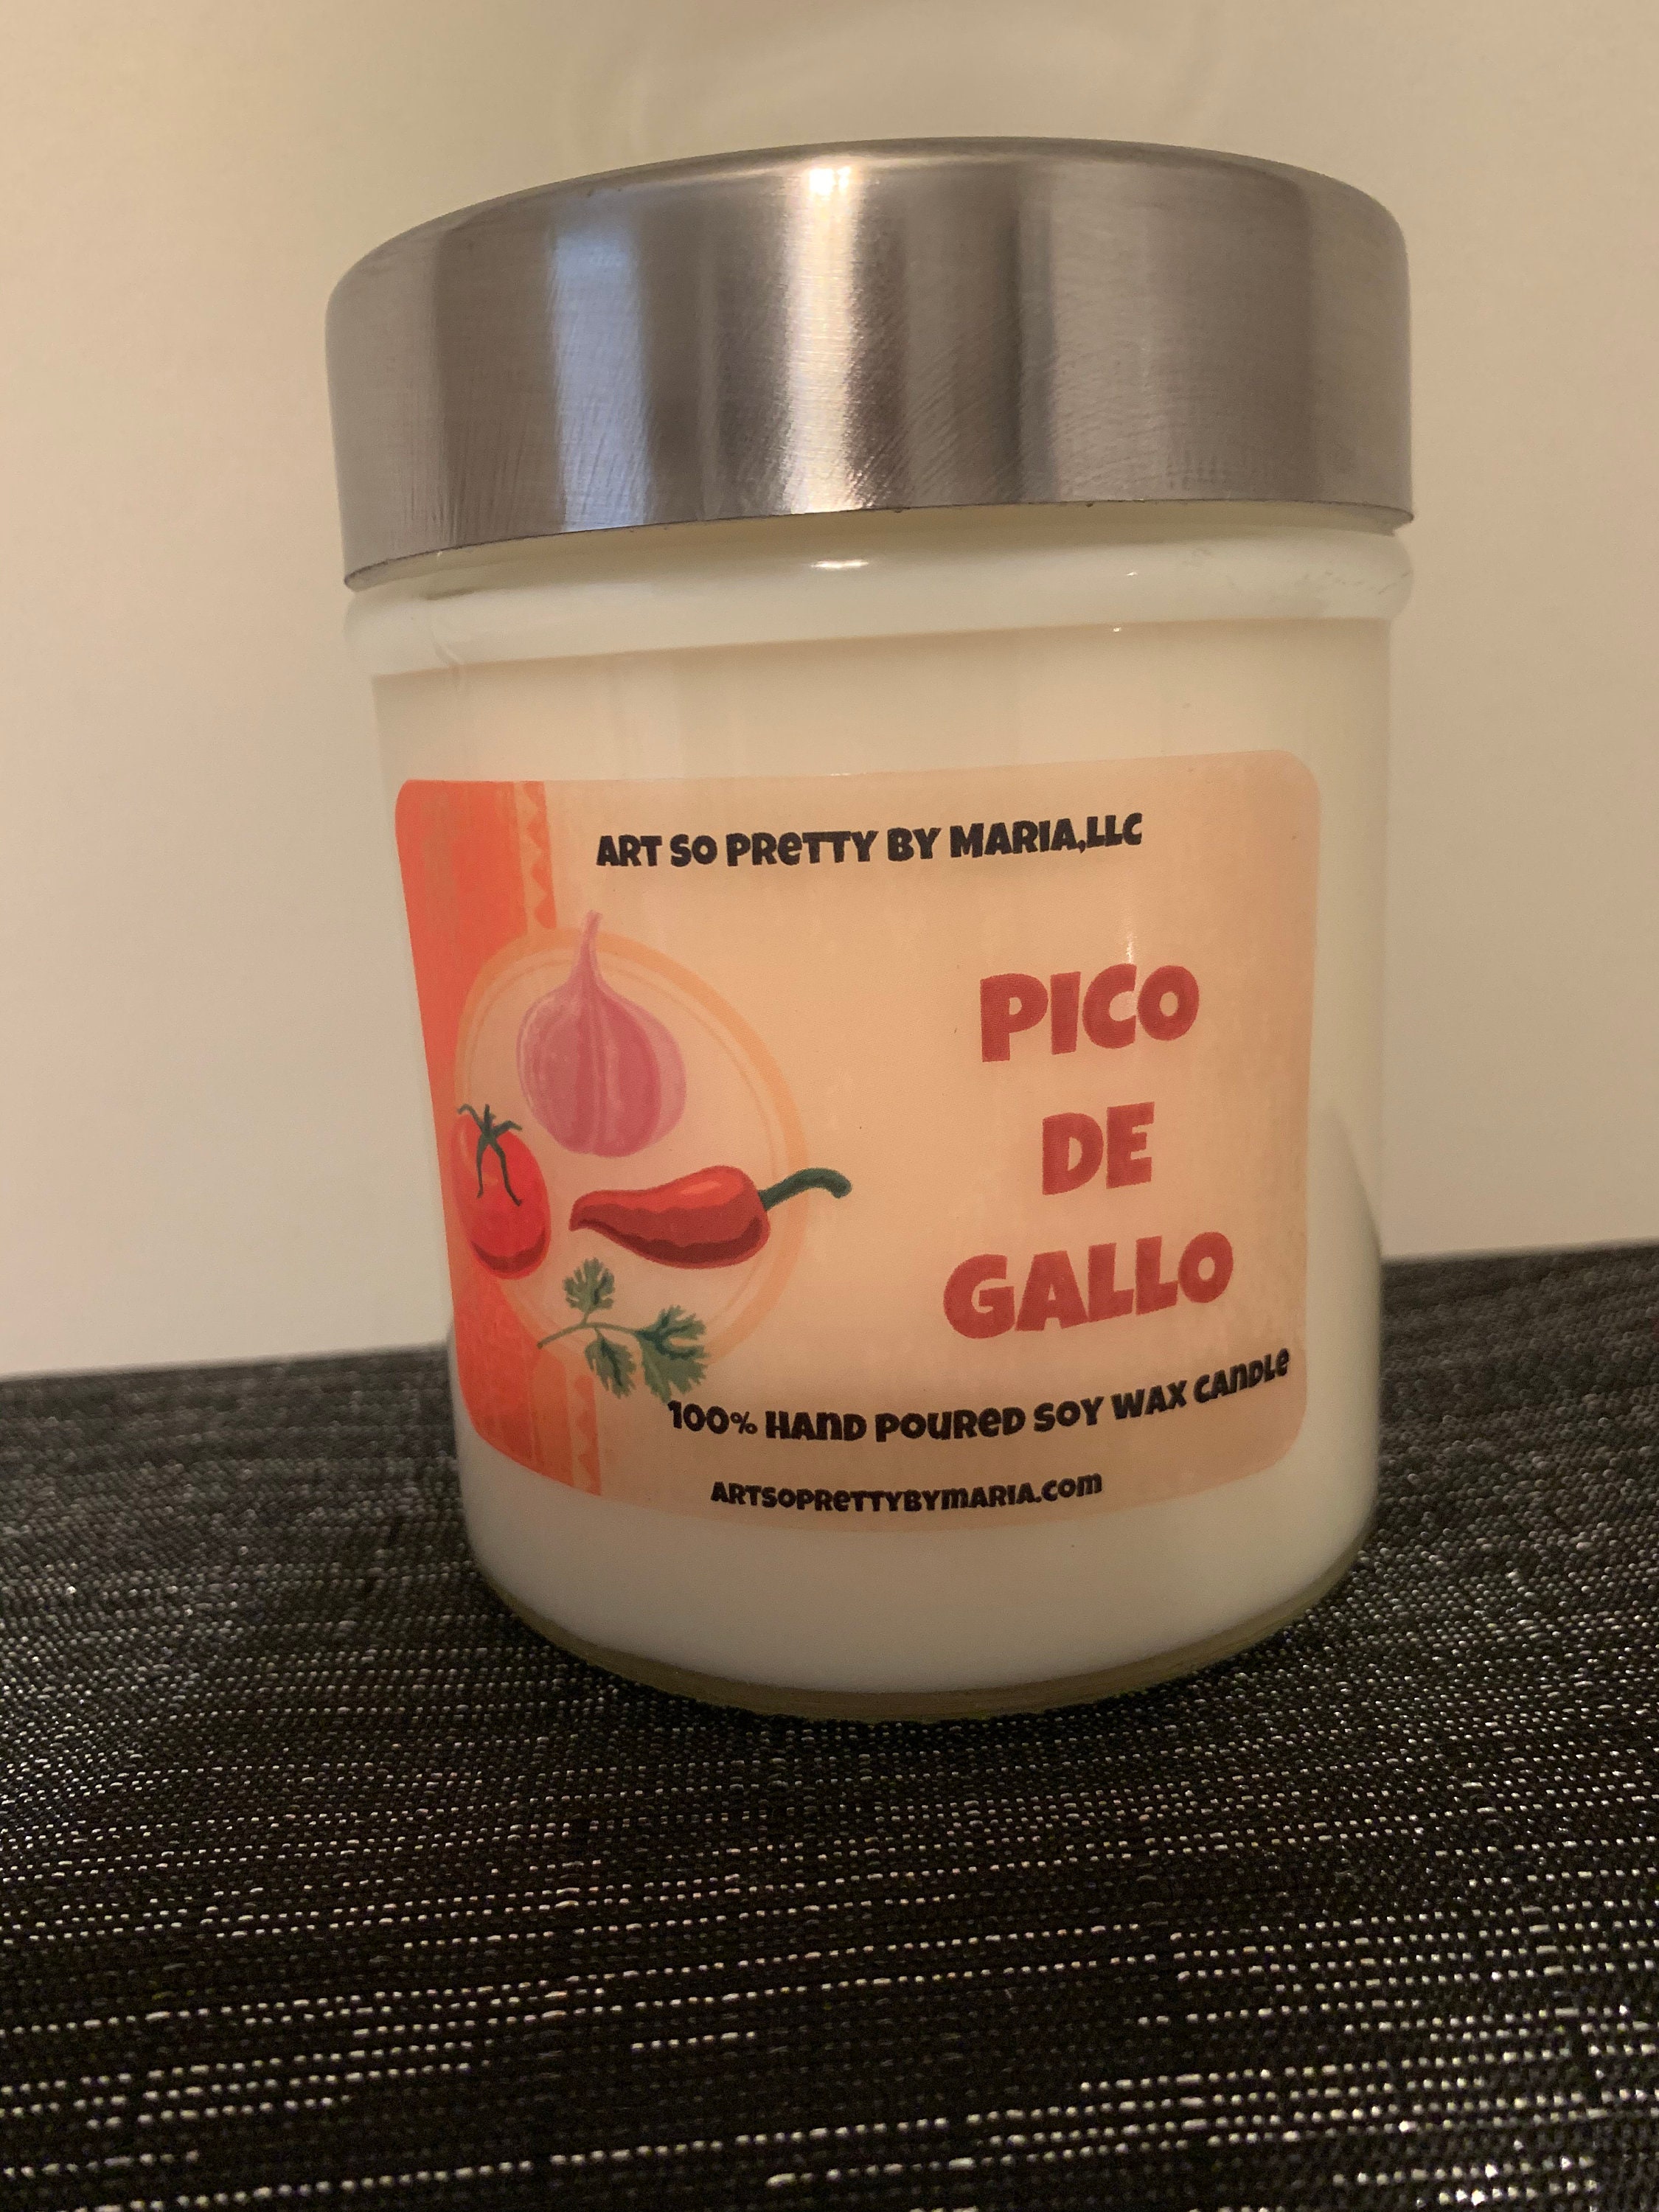 ART SO PRETTY BY MARIA,LLC
PICO
DE
GALLO
100% HAND POURED SOY WAX CANDLE
ARTSOPRETTYBYMARIA.COM